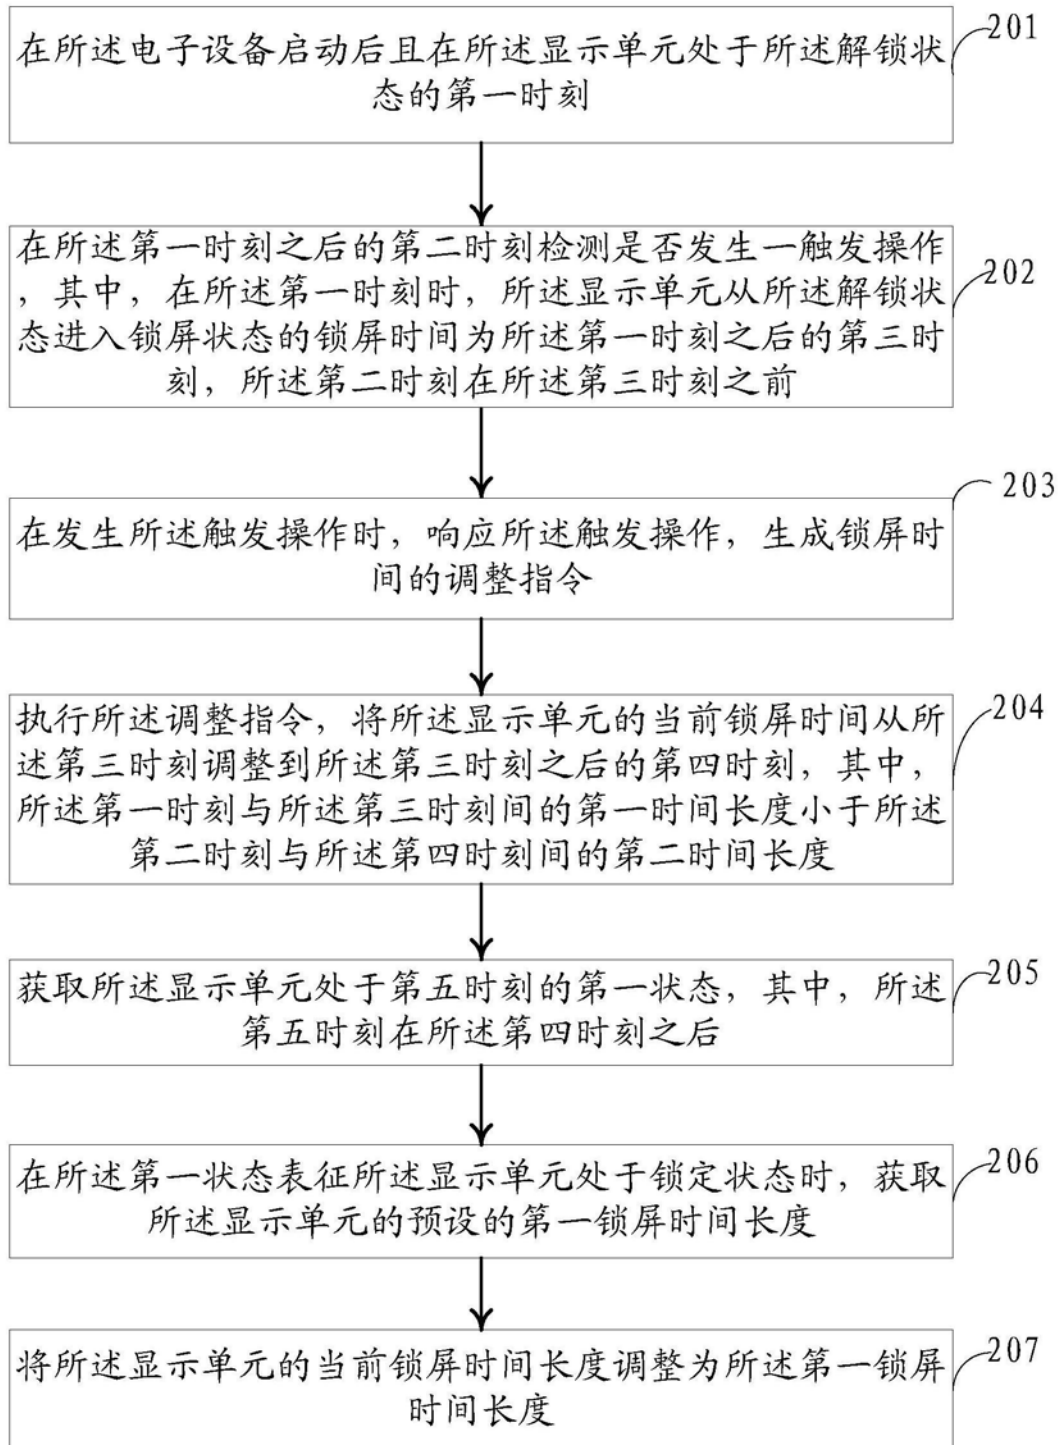 在所述电子设备启动后且在所述显示单元处于所述解锁状
态的第一时刻
201
在所述第一时刻之后的第二时刻检测是否发生一触发操作
，其中，在所述第一时刻时，所述显示单元从所述解锁状
态进入锁屏状态的锁屏时间为所述第一时刻之后的第三时
刻，所述第二时刻在所述第三时刻之前
202
在发生所述触发操作时，响应所述触发操作，生成锁屏时
间的调整指令
203
执行所述调整指令，将所述显示单元的当前锁屏时间从所
述第三时刻调整到所述第三时刻之后的第四时刻，其中，
所述第一时刻与所述第三时刻间的第一时间长度小于所述
第二时刻与所述第四时刻间的第二时间长度
204
获取所述显示单元处于第五时刻的第一状态，其中，所述
第五时刻在所述第四时刻之后
205
在所述第一状态表征所述显示单元处于锁定状态时，获取
所述显示单元的预设的第一锁屏时间长度
206
将所述显示单元的当前锁屏时间长度调整为所述第一锁屏
时间长度
207